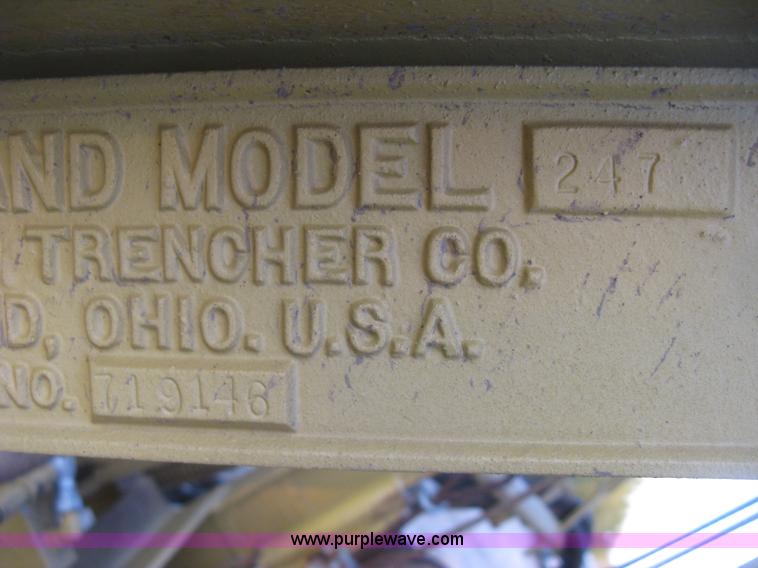 AND MODEL 247
TRENCHER CO.
D, OHIO. U.S.A.
NO. 719146
www.purplewave.com